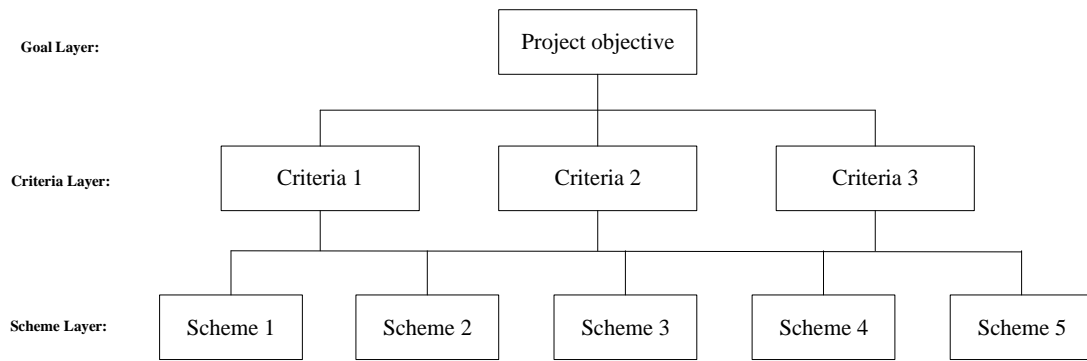 Goal Layer:
Project objective
Criteria Layer:
Criteria 1
Criteria 2
Criteria 3
Scheme Layer:
Scheme 1
Scheme 2
Scheme 3
Scheme 4
Scheme 5